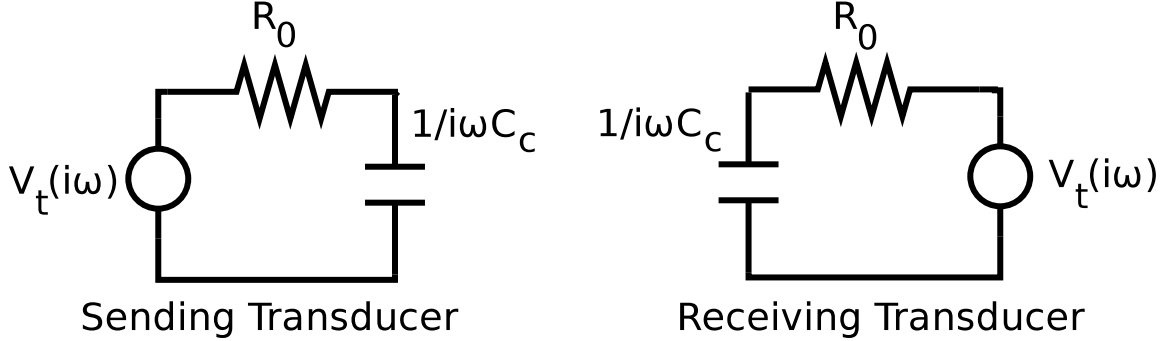 R0 R0
1/iωCc 1/iωCc
Vt(iω) Vt(iω)
Sending Transducer Receiving Transducer